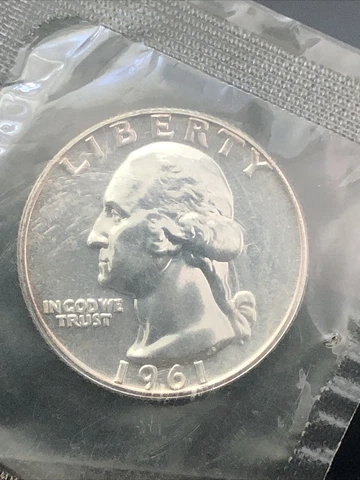 LIBERTY
IN GOD WE
TRUST
1961